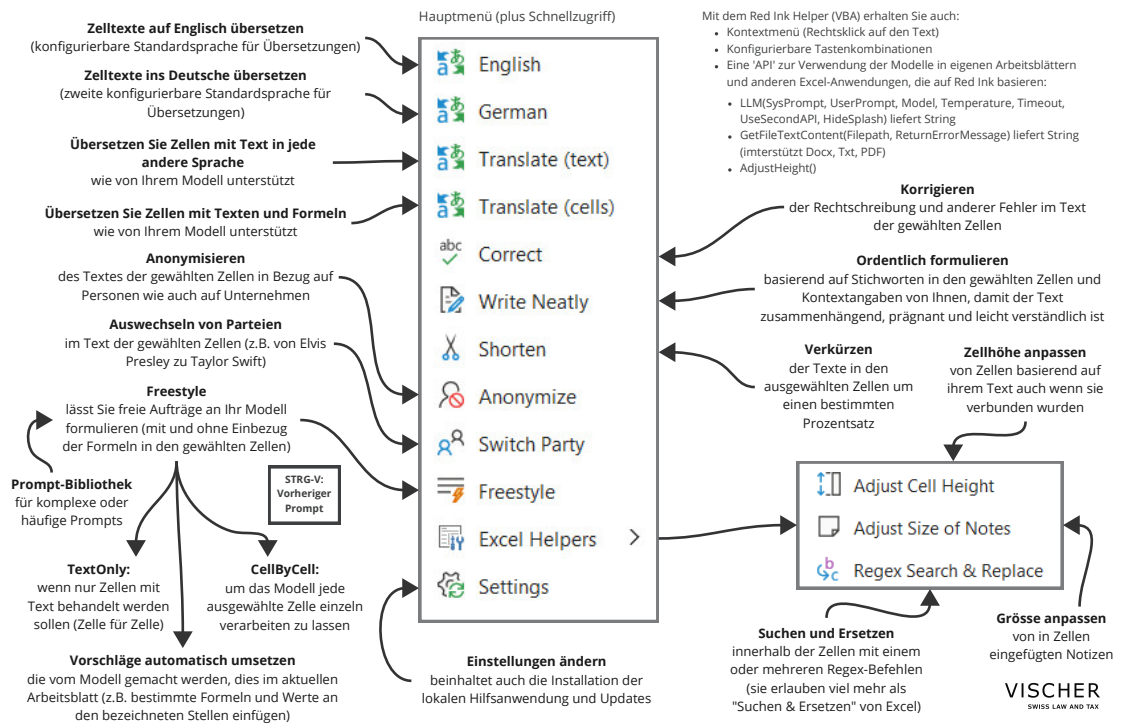 Hauptmenü (plus Schnellzugriff)
Zelltexte auf Englisch übersetzen
(konfigurierbare Standardsprache für Übersetzungen)
Zelltexte ins Deutsche übersetzen
(zweite konfigurierbare Standardsprache für
Übersetzungen)
Übersetzen Sie Zellen mit Text in jede
andere Sprache
wie von Ihrem Modell unterstützt
Übersetzen Sie Zellen mit Texten und Formeln
wie von Ihrem Modell unterstützt
Anonymisieren
des Textes der gewählten Zellen in Bezug auf
Personen wie auch auf Unternehmen
Auswechseln von Parteien
im Text der gewählten Zellen (z.B. von Elvis
Presley zu Taylor Swift)
Freestyle
lässt Sie freie Aufträge an Ihr Modell
formulieren (mit und ohne Einbezug
der Formeln in den gewählten Zellen)
Prompt-Bibliothek
für komplexe oder
häufige Prompts
STRG-V:
Vorheriger
Prompt
TextOnly:
wenn nur Zellen mit
Text behandelt werden
sollen (Zelle für Zelle)
CellByCell:
um das Modell jede
ausgewählte Zelle einzeln
verarbeiten zu lassen
Vorschläge automatisch umsetzen
die vom Modell gemacht werden, dies im aktuellen
Arbeitsblatt (z.B. bestimmte Formeln und Werte an
den bezeichneten Stellen einfügen)
English
German
Translate (text)
Translate (cells)
abc
Correct
Write Neatly
Shorten
Anonymize
Switch Party
Freestyle
Excel Helpers
Settings
Einstellungen ändern
beinhaltet auch die Installation der
lokalen Hilfsanwendung und Updates
Mit dem Red Ink Helper (VBA) erhalten Sie auch:
• Kontextmenü (Rechtsklick auf den Text)
• Konfigurierbare Tastenkombinationen
• Eine 'API' zur Verwendung der Modelle in eigenen Arbeitsblättern
und anderen Excel-Anwendungen, die auf Red Ink basieren:
• LLM(SysPrompt, UserPrompt, Model, Temperature, Timeout,
UseSecondAPI, HideSplash) liefert String
• GetFileTextContent(Filepath, ReturnErrorMessage) liefert String
(imterstützt Docx, Txt, PDF)
• AdjustHeight()
Korrigieren
der Rechtschreibung und anderer Fehler im Text
der gewählten Zellen
Ordentlich formulieren
basierend auf Stichworten in den gewählten Zellen und
Kontextangaben von Ihnen, damit der Text
zusammenhängend, prägnant und leicht verständlich ist
Verkürzen
der Texte in den
ausgewählten Zellen um
einen bestimmten
Prozentsatz
Zellhöhe anpassen
von Zellen basierend auf
ihrem Text auch wenn sie
verbunden wurden
Adjust Cell Height
Adjust Size of Notes
Regex Search & Replace
Suchen und Ersetzen
innerhalb der Zellen mit einem
oder mehreren Regex-Befehlen
(sie erlauben viel mehr als
"Suchen & Ersetzen" von Excel)
Grösse anpassen
von in Zellen
eingefügten Notizen
VISCHER
SWISS LAW AND TAX